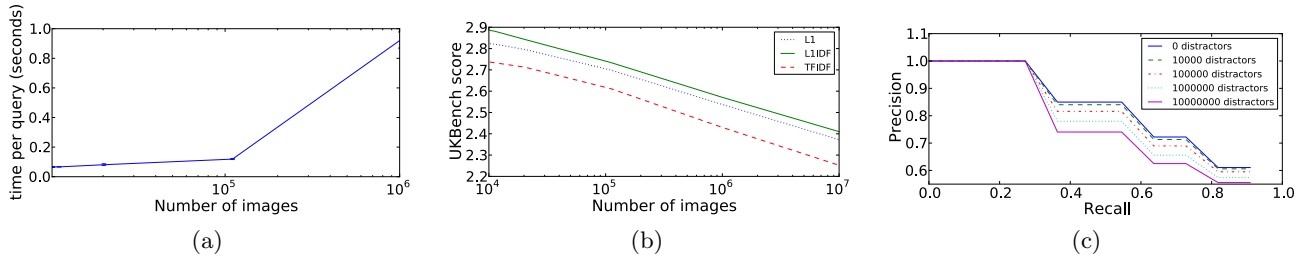 1.0
0.8
0.6
0.4
0.2
0.0
time per query (seconds)
10^5
10^6
Number of images
(a)
2.9
2.8
2.7
2.6
2.5
2.4
2.3
2.2
UKBench score
L1
L1IDF
TFIDF
10^4
10^5
10^6
10^7
Number of images
(b)
1.1
1.0
0.9
0.8
0.7
0.6
Precision
0 distractors
10000 distractors
100000 distractors
1000000 distractors
10000000 distractors
0.0
0.2
0.4
0.6
0.8
1.0
Recall
(c)